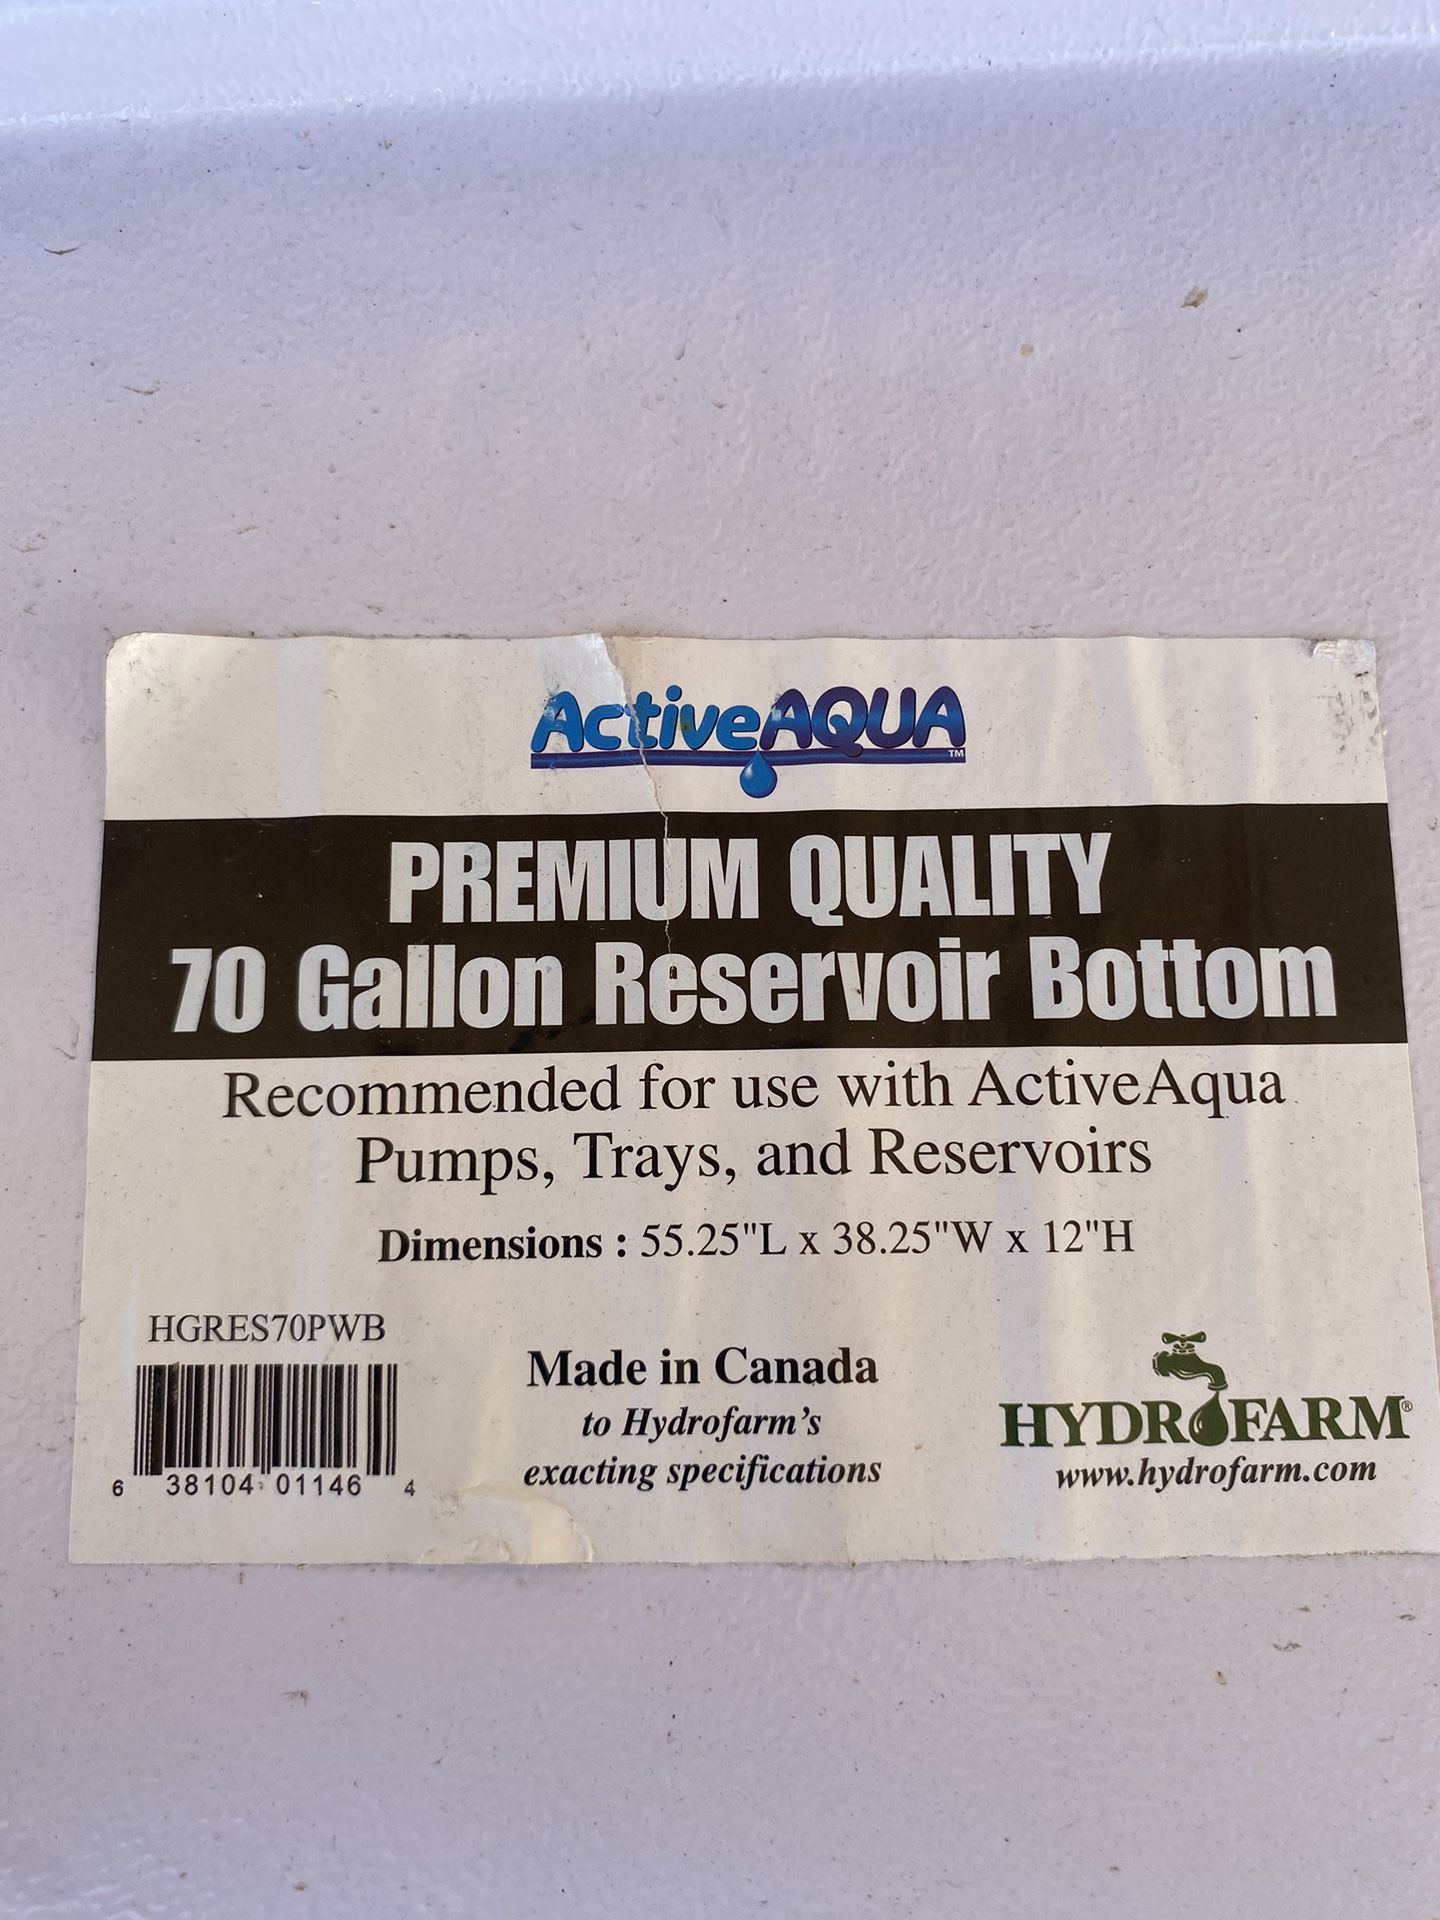 ActiveAQUA™
PREMIUM QUALITY
70 Gallon Reservoir Bottom
Recommended for use with ActiveAqua
Pumps, Trays, and Reservoirs
Dimensions : 55.25"L x 38.25"W x 12"H
HGRES70PWB
6 38104 01146 4
Made in Canada
to Hydrofarm’s
exacting specifications
HYDROFARM®
www.hydrofarm.com